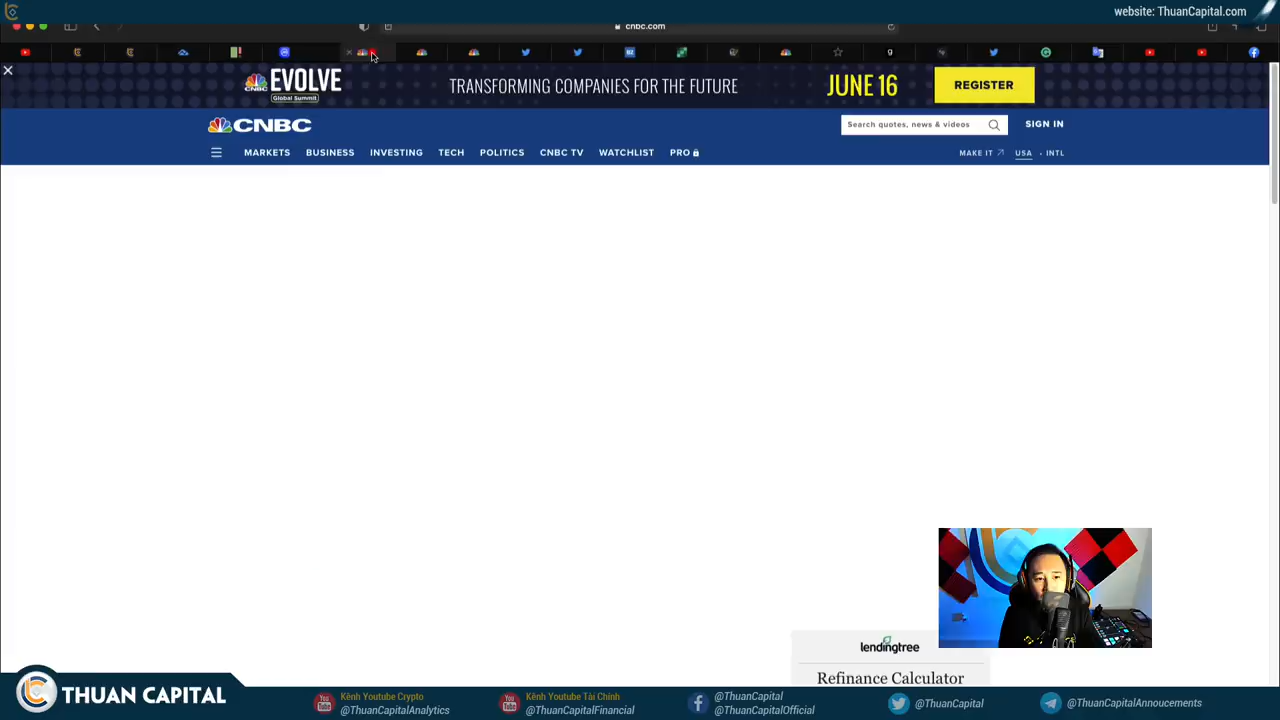 website: ThuanCapital.com
cnbc.com
CNBC EVOLVE
Global Summit
TRANSFORMING COMPANIES FOR THE FUTURE
JUNE 16
REGISTER
CNBC
Search quotes, news & videos
SIGN IN
MARKETS
BUSINESS
INVESTING
TECH
POLITICS
CNBC TV
WATCHLIST
PRO
MAKE IT
USA
INTL
lendingtree
Refinance Calculator
THUAN CAPITAL
Kênh Youtube Crypto
@ThuanCapitalAnalytics
Kênh Youtube Tài Chính
@ThuanCapitalFinancial
@ThuanCapital
@ThuanCapitalOfficial
@ThuanCapital
@ThuanCapitalAnnoucements